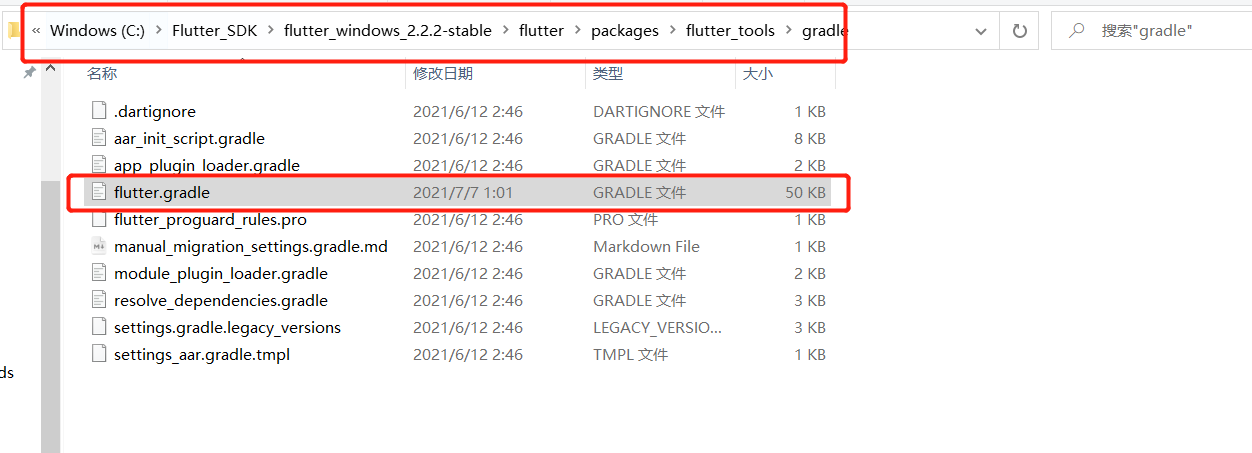 « Windows (C:) > Flutter_SDK > flutter_windows_2.2.2-stable > flutter > packages > flutter_tools > gradle 搜索"gradle"
名称 修改日期 类型 大小
.dartignore 2021/6/12 2:46 DARTIGNORE 文件 1 KB
aar_init_script.gradle 2021/6/12 2:46 GRADLE 文件 8 KB
app_plugin_loader.gradle 2021/6/12 2:46 GRADLE 文件 2 KB
flutter.gradle 2021/7/7 1:01 GRADLE 文件 50 KB
flutter_proguard_rules.pro 2021/6/12 2:46 PRO 文件 1 KB
manual_migration_settings.gradle.md 2021/6/12 2:46 Markdown File 1 KB
module_plugin_loader.gradle 2021/6/12 2:46 GRADLE 文件 2 KB
resolve_dependencies.gradle 2021/6/12 2:46 GRADLE 文件 3 KB
settings.gradle.legacy_versions 2021/6/12 2:46 LEGACY_VERSIO... 3 KB
settings_aar.gradle.tmpl 2021/6/12 2:46 TMPL 文件 1 KB
ds